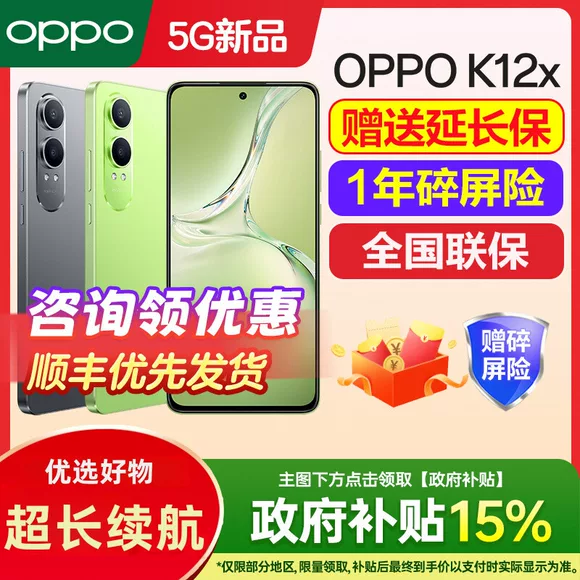 oppo
5G新品
OPPO K12x
赠送延长保
1年碎屏险
全国联保
咨询领优惠
顺丰优先发货
赠碎
屏险
优选好物
超长续航
主图下方点击领取【政府补贴】
政府补贴15%
*仅限部分地区,限量领取,补贴后最终到手价以支付时实际显示为准。